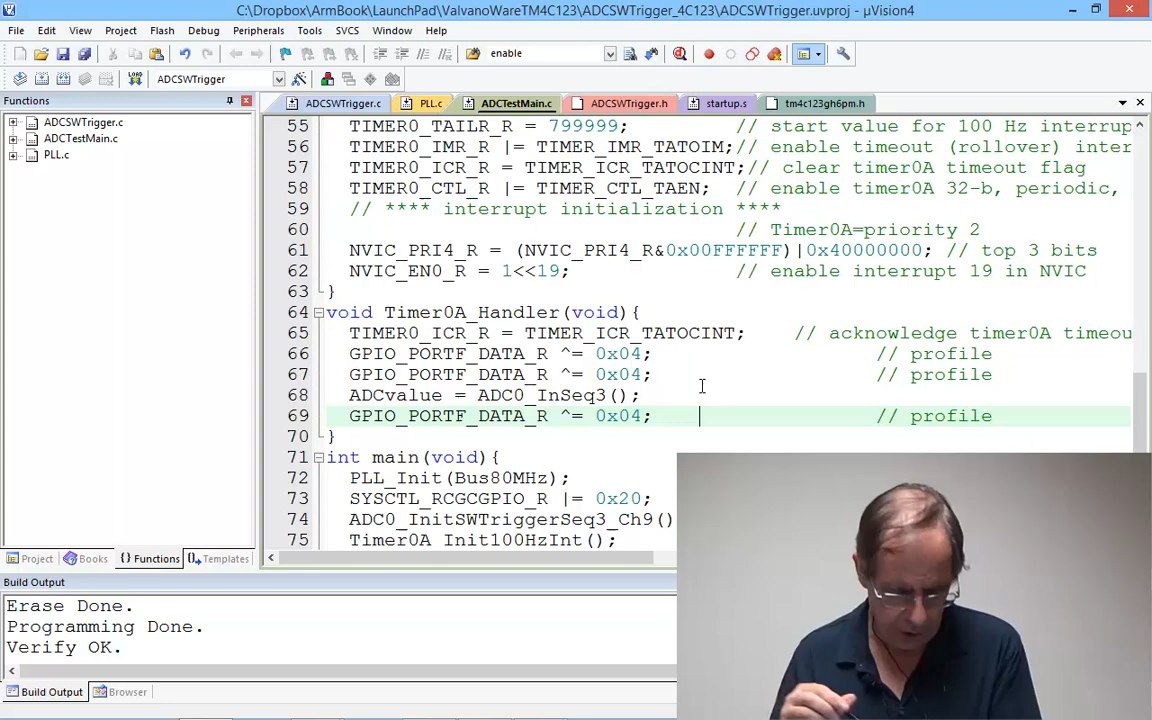 C:\Dropbox\ArmBook\LaunchPad\ValvanoWareTM4C123\ADCSWTrigger_4C123\ADCSWTrigger.uvproj - µVision4
File Edit View Project Flash Debug Peripherals Tools SVCS Window Help
enable
LOAD ADCSWTrigger
Functions
ADCSWTrigger.c PLL.c ADCTestMain.c ADCSWTrigger.h startup.s tm4c123gh6pm.h
ADCSWTrigger.c
ADCTestMain.c
PLL.c
55 TIMER0_TAILR_R = 799999; // start value for 100 Hz interrup
56 TIMER0_IMR_R |= TIMER_IMR_TATOIM;// enable timeout (rollover) inter
57 TIMER0_ICR_R = TIMER_ICR_TATOCINT;// clear timer0A timeout flag
58 TIMER0_CTL_R |= TIMER_CTL_TAEN; // enable timer0A 32-b, periodic,
59 // **** interrupt initialization ****
60 // Timer0A=priority 2
61 NVIC_PRI4_R = (NVIC_PRI4_R&0x00FFFFFF)|0x40000000; // top 3 bits
62 NVIC_EN0_R = 1<<19; // enable interrupt 19 in NVIC
63 }
64 void Timer0A_Handler(void){
65 TIMER0_ICR_R = TIMER_ICR_TATOCINT; // acknowledge timer0A timeou
66 GPIO_PORTF_DATA_R ^= 0x04; // profile
67 GPIO_PORTF_DATA_R ^= 0x04; // profile
68 ADCvalue = ADC0_InSeq3();
69 GPIO_PORTF_DATA_R ^= 0x04; // profile
70 }
71 int main(void){
72 PLL_Init(Bus80MHz);
73 SYSCTL_RCGCGPIO_R |= 0x20;
74 ADC0_InitSWTriggerSeq3_Ch9()
75 Timer0A_Init100HzInt();
Project Books {} Functions Templates
Build Output
Erase Done.
Programming Done.
Verify OK.
Build Output Browser